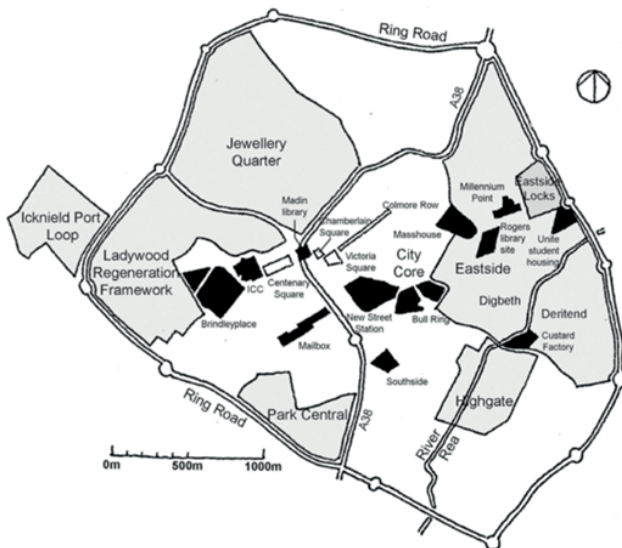 Ring Road
A38
Jewellery
Quarter
Millennium
Point
Eastside
Locks
Icknield Port
Loop
Madin
library
Colmore Row
Chamberlain
Square
Masshouse
Rogers
library
site
Unite
student
housing
Ladywood
Regeneration
Framework
Victoria
Square
City
Core
Eastside
ICC
Centenary
Square
Digbeth
Deritend
Brindleyplace
New Street
Station
Bull Ring
Mailbox
Custard
Factory
Southside
Highgate
Ring Road
Park Central
A38
River
Rea
0m 500m 1000m